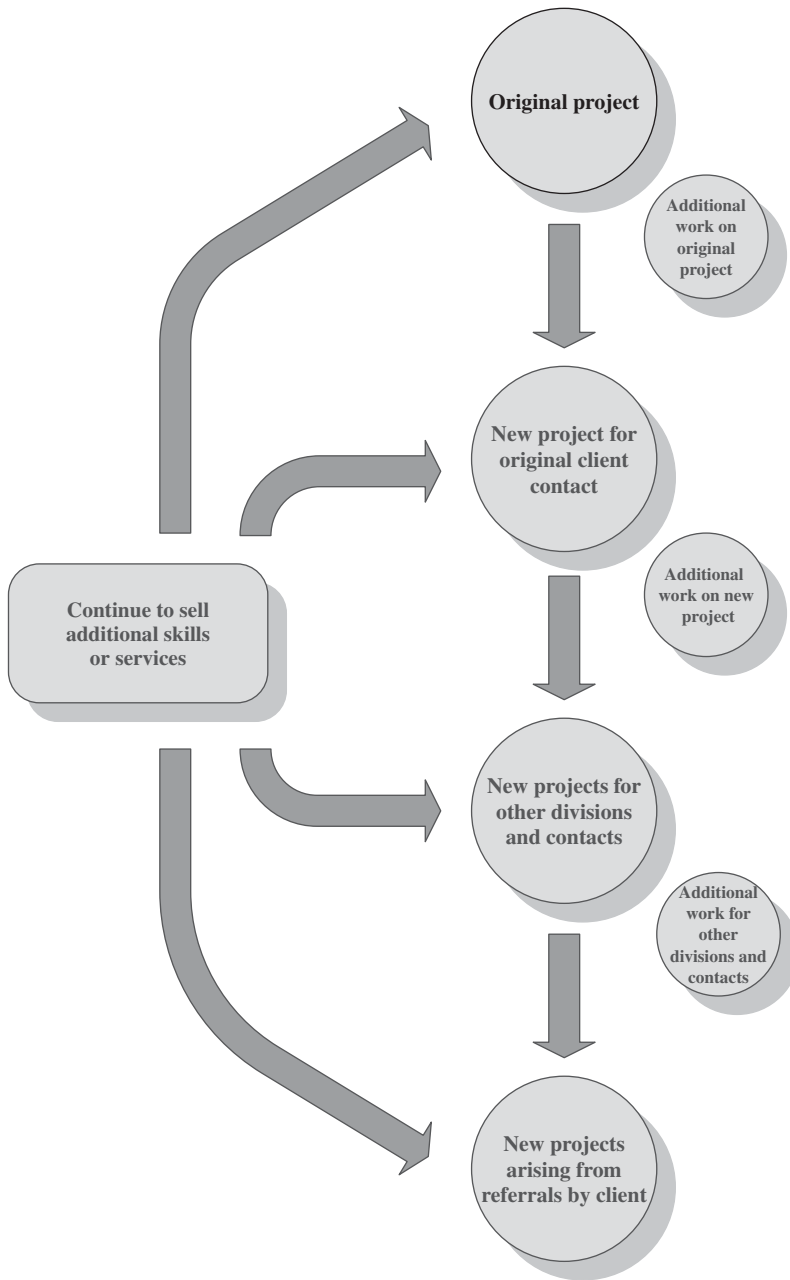 Original project
Additional
work on
original
project
New project for
original client
contact
Additional
work on new
project
Continue to sell
additional skills
or services
New projects for
other divisions
and contacts
Additional
work for
other
divisions and
contacts
New projects
arising from
referrals by client